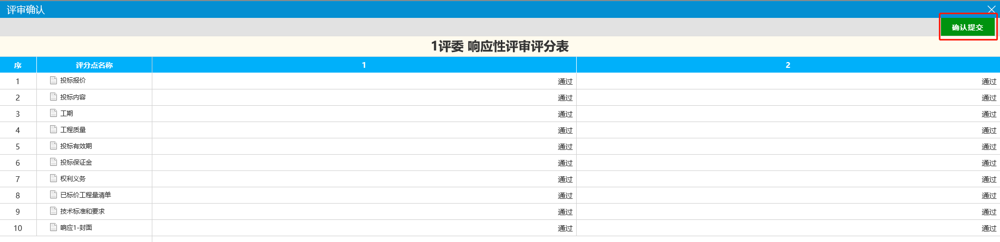 评审确认
确认提交
1评委 响应性评审评分表
序 评分点名称 1 2
1 投标报价 通过 通过
2 投标内容 通过 通过
3 工期 通过 通过
4 工程质量 通过 通过
5 投标有效期 通过 通过
6 投标保证金 通过 通过
7 权利义务 通过 通过
8 已标价工程量清单 通过 通过
9 技术标准和要求 通过 通过
10 响应1-封面 通过 通过